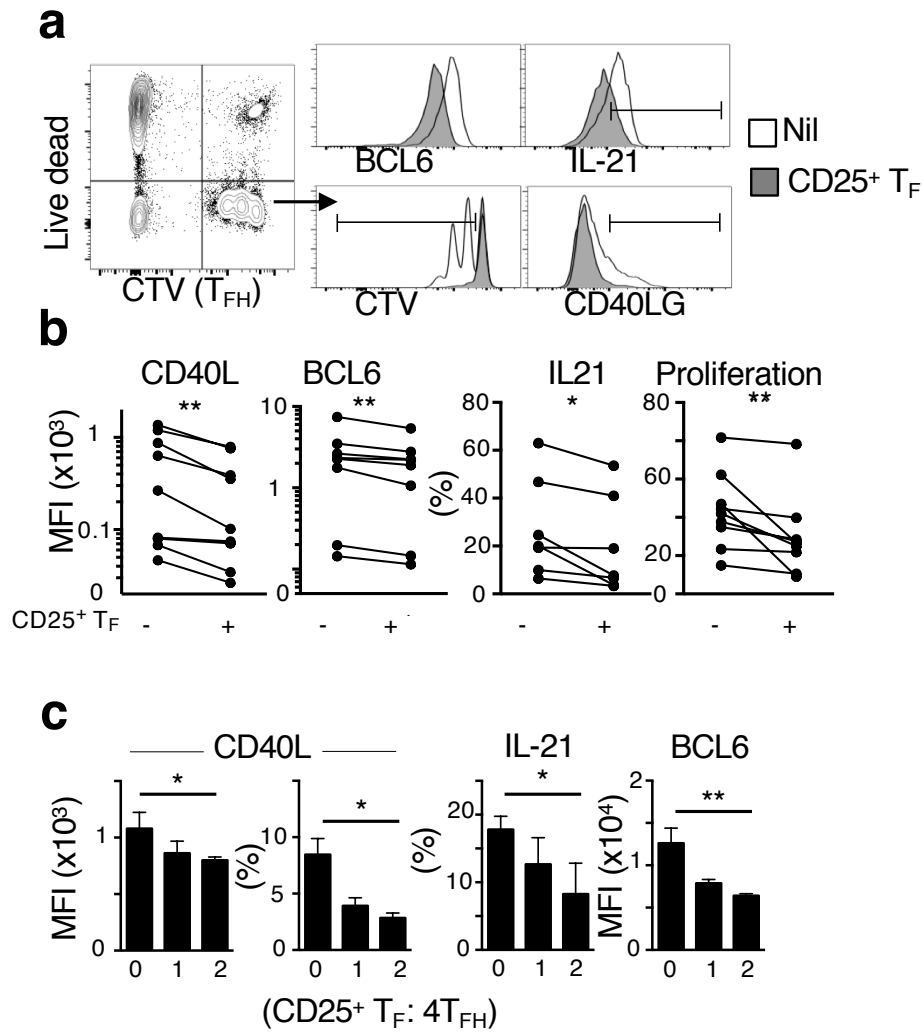 a
Live dead
CTV (TFH)
BCL6
IL-21
CTV
CD40LG
Nil
CD25+ TF
b
CD40L
BCL6
IL21
Proliferation
**
**
*
**
MFI (x10³)
1
0.1
0
10
1
0
(%)
80
60
40
20
0
80
60
40
20
0
CD25+ TF
- +
- +
- +
- +
c
CD40L
IL-21
BCL6
*
*
*
**
MFI (x10³)
1
0
(%)
10
5
0
(%)
20
10
0
MFI (x10⁴)
2
1
0
0 1 2
0 1 2
0 1 2
0 1 2
(CD25+ TF: 4TFH)